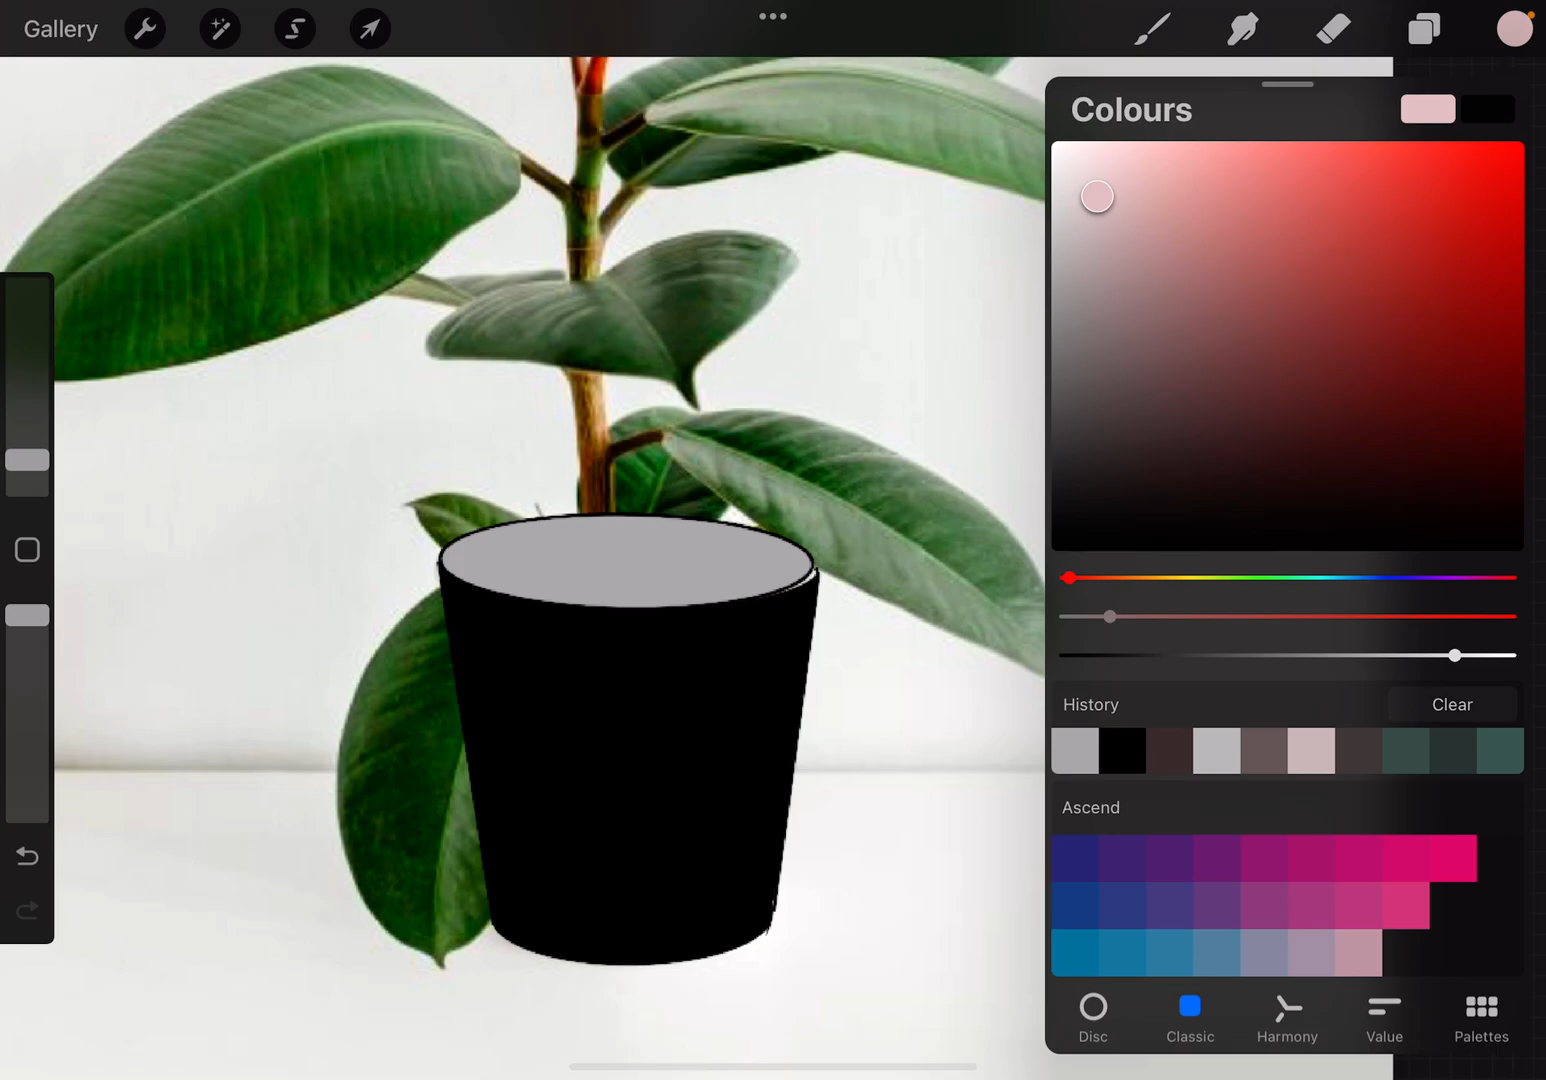 Gallery
Colours
History
Clear
Ascend
Disc
Classic
Harmony
Value
Palettes